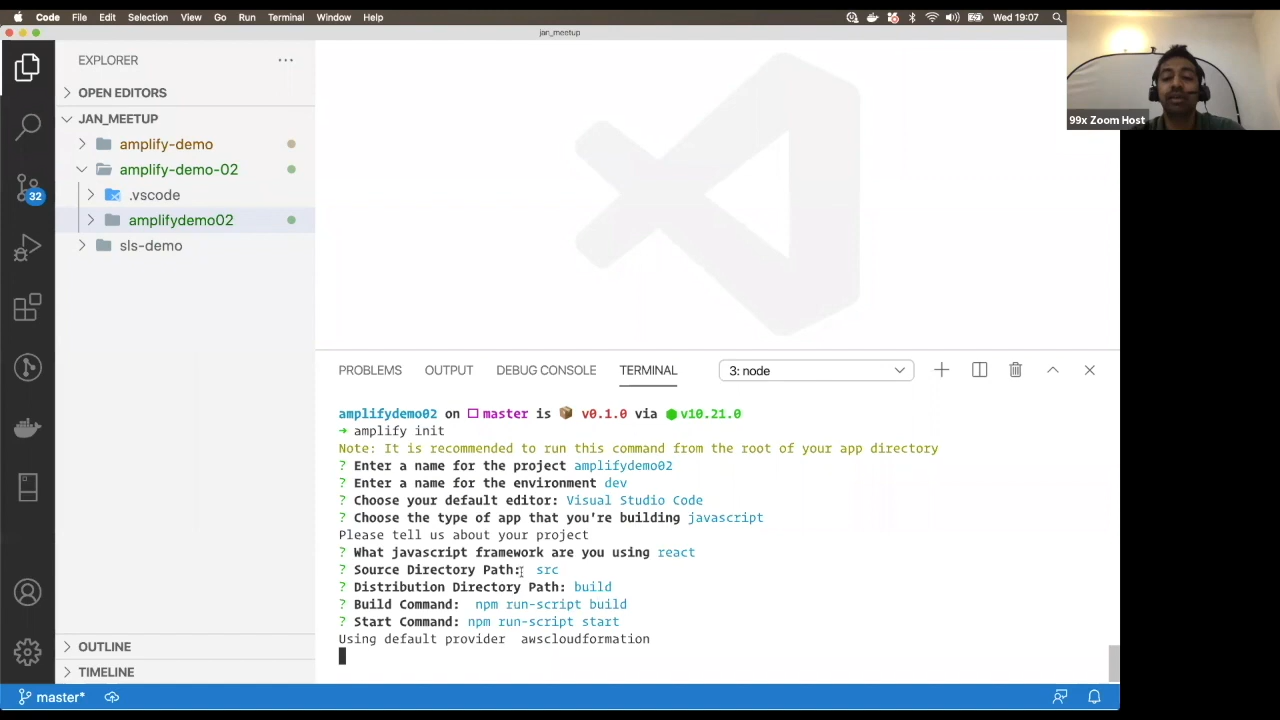 Code File Edit Selection View Go Run Terminal Window Help Wed 19:07
jan_meetup
99x Zoom Host
EXPLORER
OPEN EDITORS
JAN_MEETUP
amplify-demo
amplify-demo-02
.vscode
amplifydemo02
sls-demo
32
OUTLINE
TIMELINE
master*
PROBLEMS OUTPUT DEBUG CONSOLE TERMINAL 3: node
amplifydemo02 on master is v0.1.0 via v10.21.0
➜ amplify init
Note: It is recommended to run this command from the root of your app directory
? Enter a name for the project amplifydemo02
? Enter a name for the environment dev
? Choose your default editor: Visual Studio Code
? Choose the type of app that you're building javascript
Please tell us about your project
? What javascript framework are you using react
? Source Directory Path: src
? Distribution Directory Path: build
? Build Command: npm run-script build
? Start Command: npm run-script start
Using default provider awscloudformation